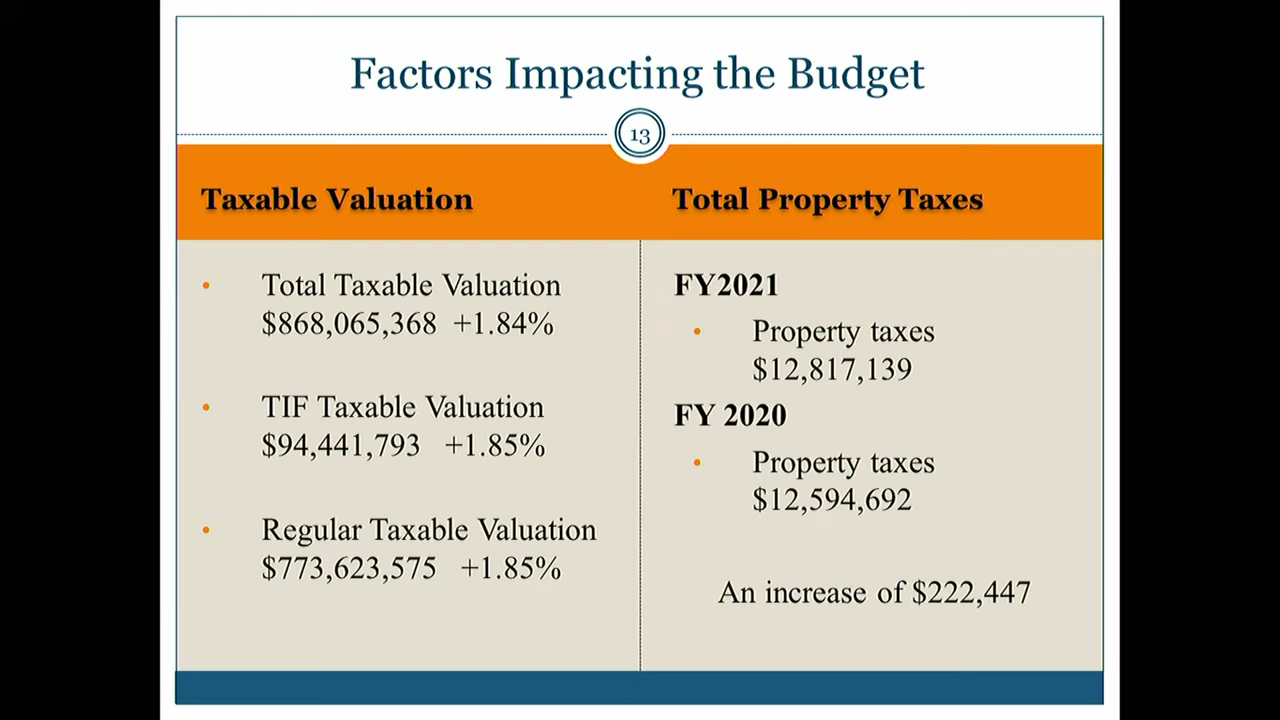 Factors Impacting the Budget
13
Taxable Valuation
• Total Taxable Valuation
$868,065,368 +1.84%
• TIF Taxable Valuation
$94,441,793 +1.85%
• Regular Taxable Valuation
$773,623,575 +1.85%
Total Property Taxes
FY2021
• Property taxes
$12,817,139
FY 2020
• Property taxes
$12,594,692
An increase of $222,447